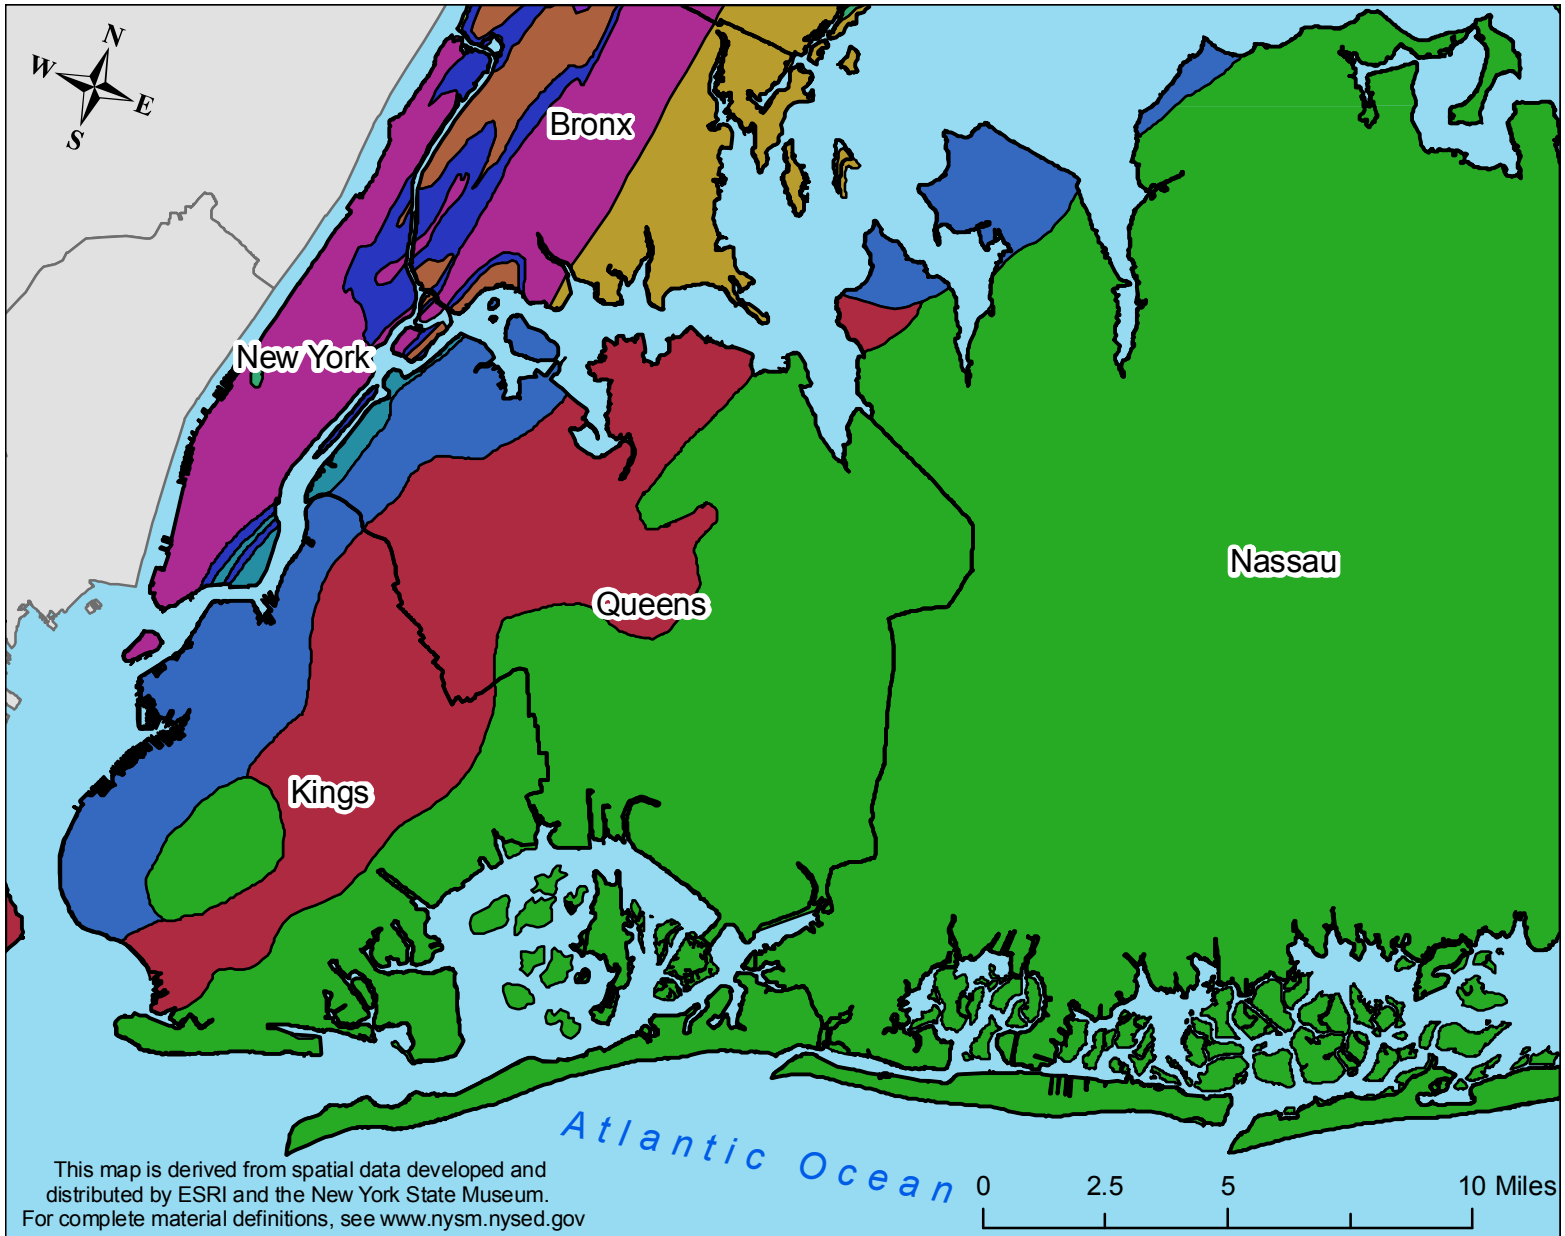 N
W
E
S
Bronx
New York
Nassau
Queens
Kings
Atlantic Ocean
0 2.5 5 10 Miles
This map is derived from spatial data developed and
distributed by ESRI and the New York State Museum.
For complete material definitions, see www.nysm.nysed.gov